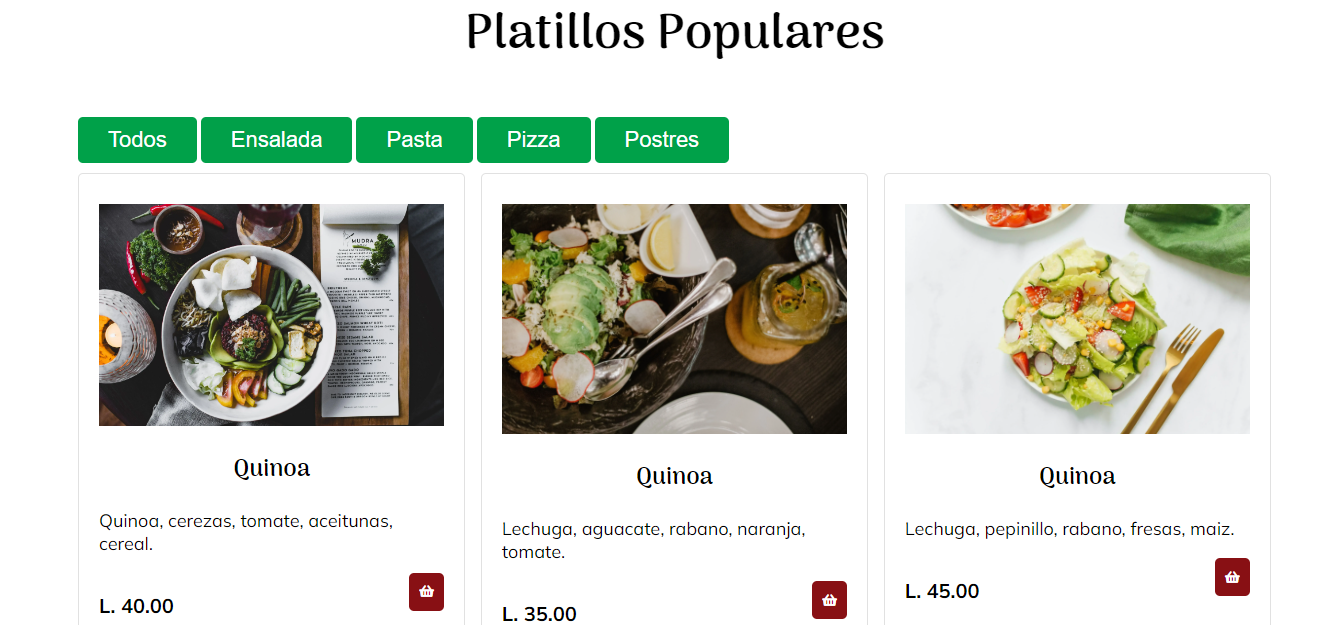 Platillos Populares
Todos Ensalada Pasta Pizza Postres
MUDRA
Quinoa
Quinoa, cerezas, tomate, aceitunas,
cereal.
L. 40.00
Quinoa
Lechuga, aguacate, rabano, naranja,
tomate.
L. 35.00
Quinoa
Lechuga, pepinillo, rabano, fresas, maiz.
L. 45.00